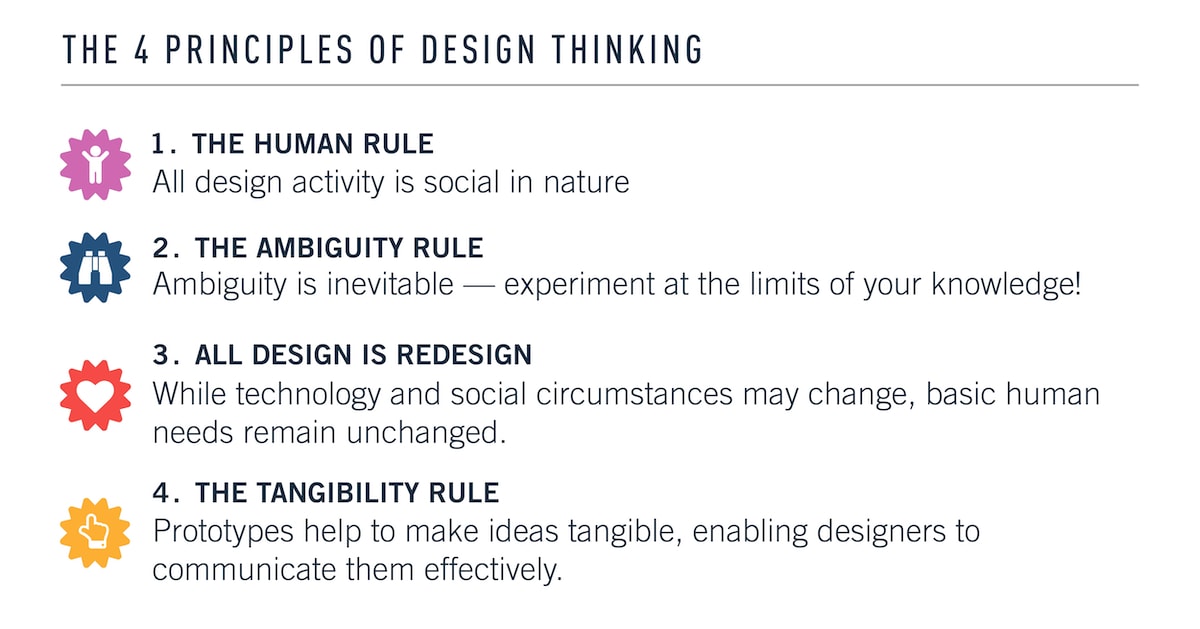 THE 4 PRINCIPLES OF DESIGN THINKING
1. THE HUMAN RULE
All design activity is social in nature
2. THE AMBIGUITY RULE
Ambiguity is inevitable — experiment at the limits of your knowledge!
3. ALL DESIGN IS REDESIGN
While technology and social circumstances may change, basic human
needs remain unchanged.
4. THE TANGIBILITY RULE
Prototypes help to make ideas tangible, enabling designers to
communicate them effectively.